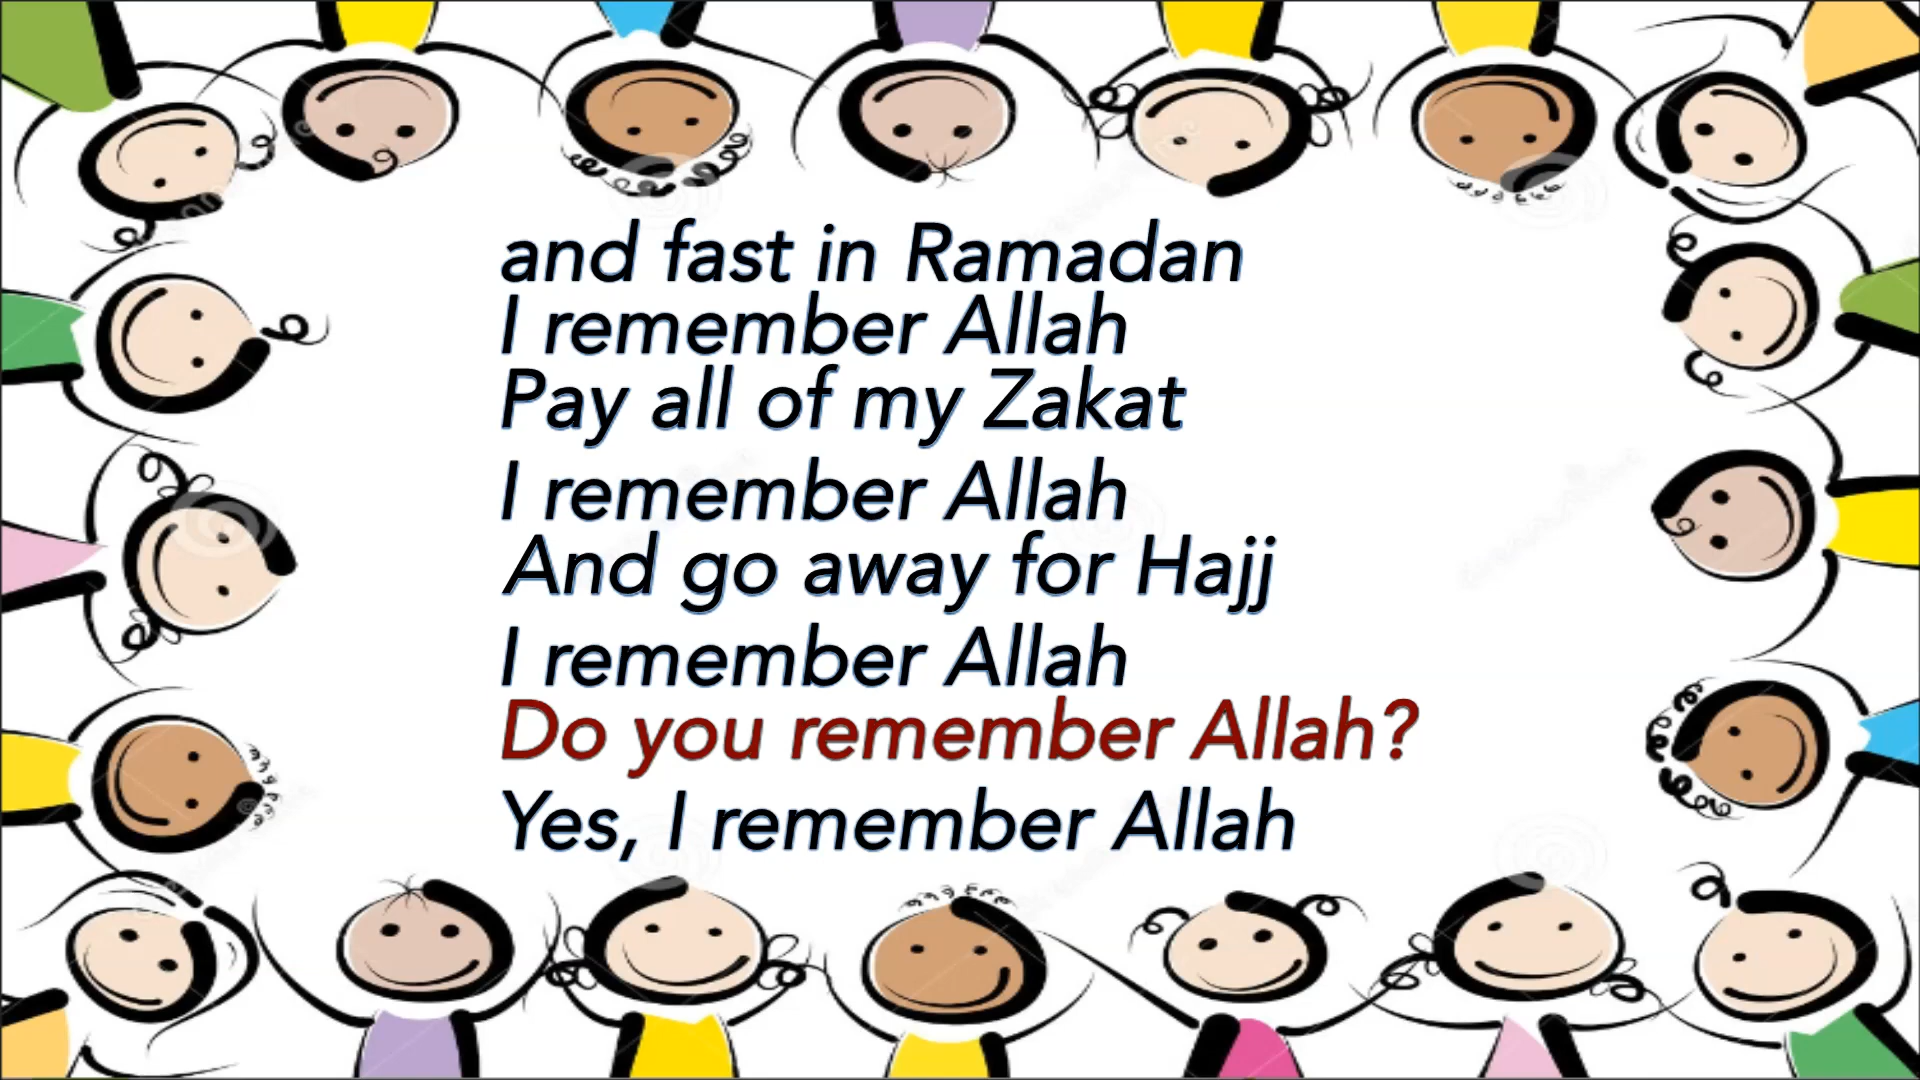 and fast in Ramadan
I remember Allah
Pay all of my Zakat
I remember Allah
And go away for Hajj
I remember Allah
Do you remember Allah?
Yes, I remember Allah